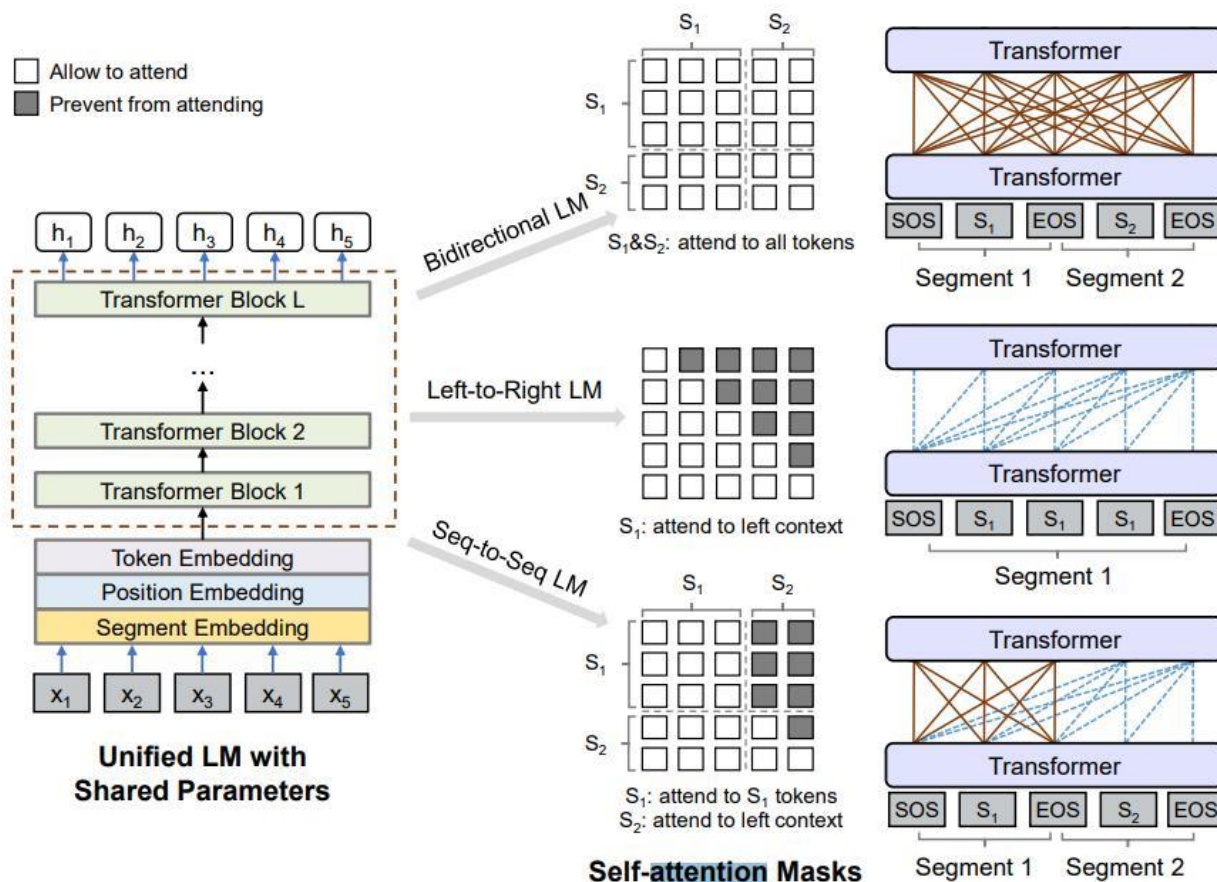 Allow to attend
Prevent from attending
h1 h2 h3 h4 h5
Transformer Block L
...
Transformer Block 2
Transformer Block 1
Token Embedding
Position Embedding
Segment Embedding
x1 x2 x3 x4 x5
Unified LM with
Shared Parameters
Bidirectional LM
Left-to-Right LM
Seq-to-Seq LM
S1 S2
S1
S2
S1&S2: attend to all tokens
S1: attend to left context
S1 S2
S1
S2
S1: attend to S1 tokens
S2: attend to left context
Self-attention Masks
Transformer
Transformer
SOS S1 EOS S2 EOS
Segment 1 Segment 2
Transformer
Transformer
SOS S1 S1 S1 EOS
Segment 1
Transformer
Transformer
SOS S1 EOS S2 EOS
Segment 1 Segment 2